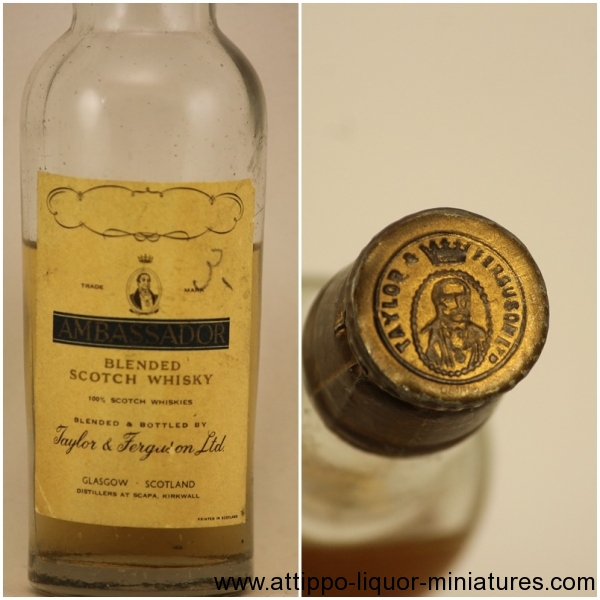 TRADE MARK
AMBASSADOR
BLENDED
SCOTCH WHISKY
100% SCOTCH WHISKIES
BLENDED & BOTTLED BY
Taylor & Ferguson Ltd.
GLASGOW - SCOTLAND
DISTILLERS AT SCAPA, KIRKWALL
PRINTED IN SCOTLAND
TAYLOR & FERGUSON LTD
www.attippo-liquor-miniatures.com